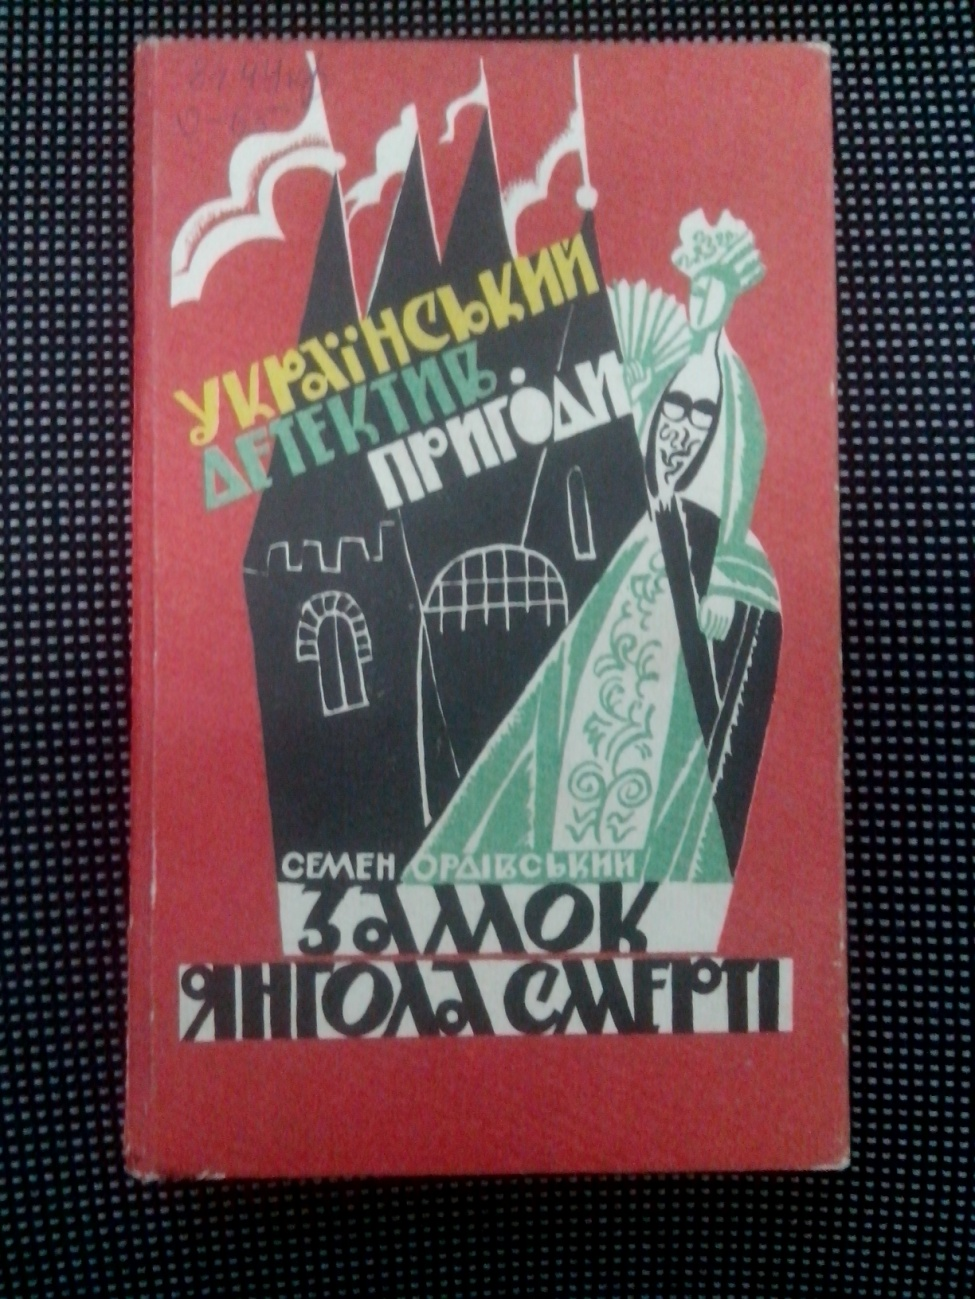 УКРАЇНСЬКИЙ
ДЕТЕКТИВ
ПРИГОДИ
СЕМЕН ОРДІВСЬКИЙ
ЗАМОК
ЯНГОЛА СМЕРТІ